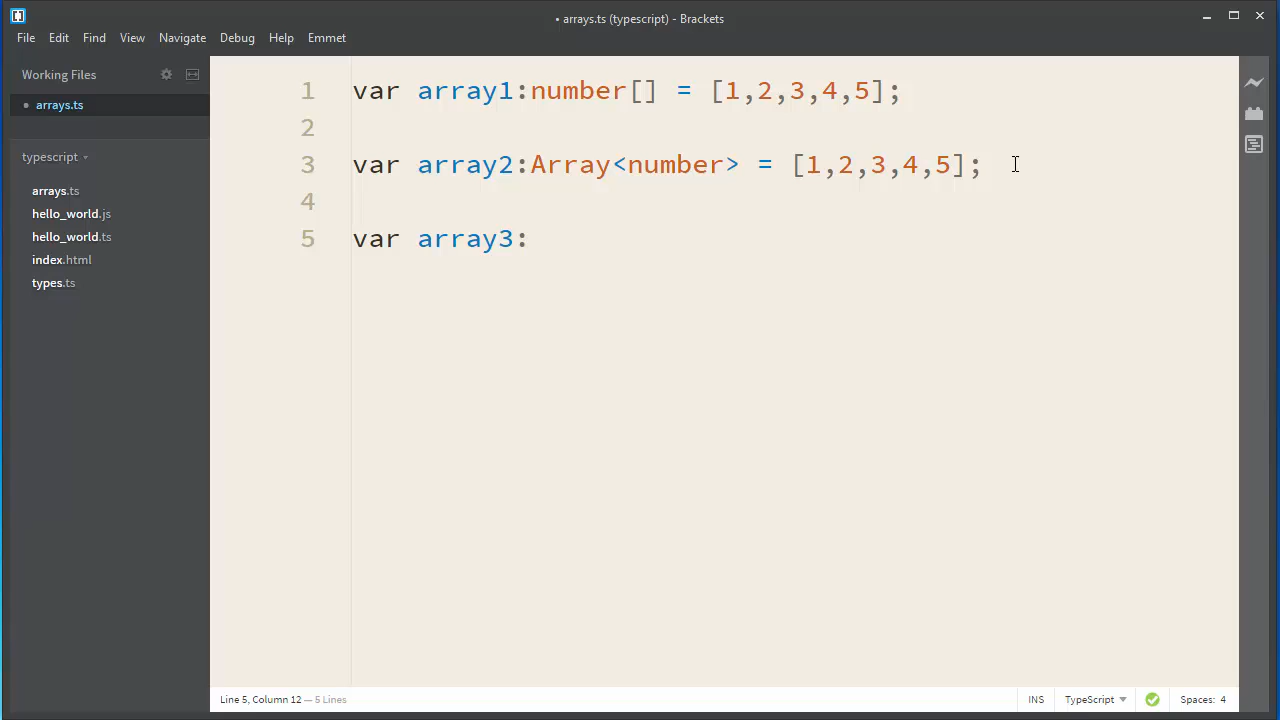 • arrays.ts (typescript) - Brackets
File Edit Find View Navigate Debug Help Emmet
Working Files
• arrays.ts
typescript
arrays.ts
hello_world.js
hello_world.ts
index.html
types.ts
1 var array1:number[] = [1,2,3,4,5];
2
3 var array2:Array<number> = [1,2,3,4,5];
4
5 var array3:
Line 5, Column 12 — 5 Lines
INS TypeScript Spaces: 4